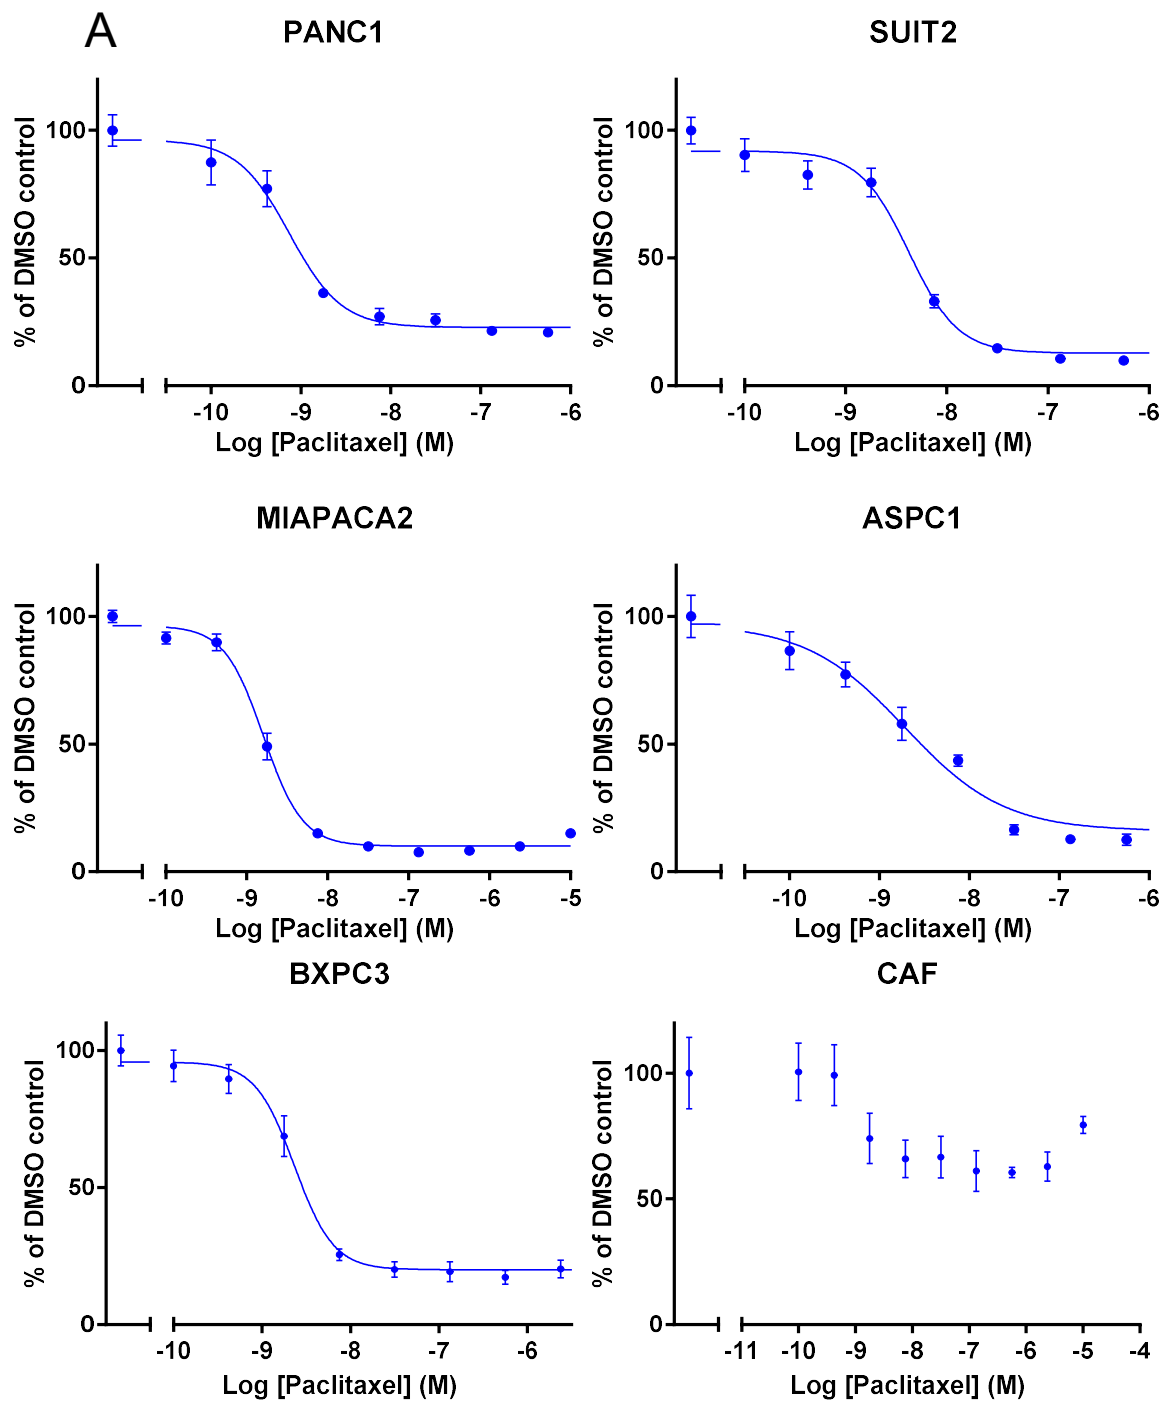 A
PANC1
SUIT2
% of DMSO control
100
50
0
-10 -9 -8 -7 -6
Log [Paclitaxel] (M)
% of DMSO control
100
50
0
-10 -9 -8 -7 -6
Log [Paclitaxel] (M)
MIAPACA2
ASPC1
% of DMSO control
100
50
0
-10 -9 -8 -7 -6 -5
Log [Paclitaxel] (M)
% of DMSO control
100
50
0
-10 -9 -8 -7 -6
Log [Paclitaxel] (M)
BXPC3
CAF
% of DMSO control
100
50
0
-10 -9 -8 -7 -6
Log [Paclitaxel] (M)
% of DMSO control
100
50
0
-11 -10 -9 -8 -7 -6 -5 -4
Log [Paclitaxel] (M)